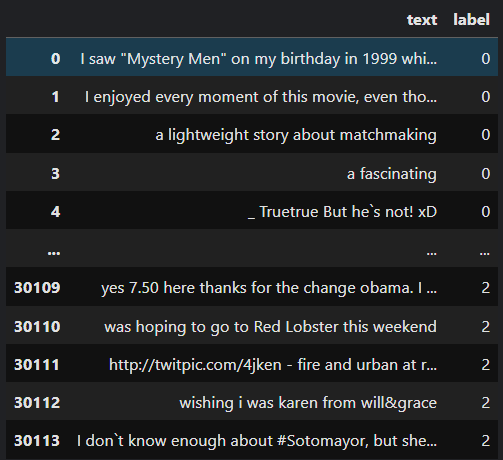 text label
0 I saw "Mystery Men" on my birthday in 1999 whi... 0
1 I enjoyed every moment of this movie, even tho... 0
2 a lightweight story about matchmaking 0
3 a fascinating 0
4 _ Truetrue But he`s not! xD 0
... ... ...
30109 yes 7.50 here thanks for the change obama. I ... 2
30110 was hoping to go to Red Lobster this weekend 2
30111 http://twitpic.com/4jken - fire and urban at r... 2
30112 wishing i was karen from will&grace 2
30113 I don`t know enough about #Sotomayor, but she... 2